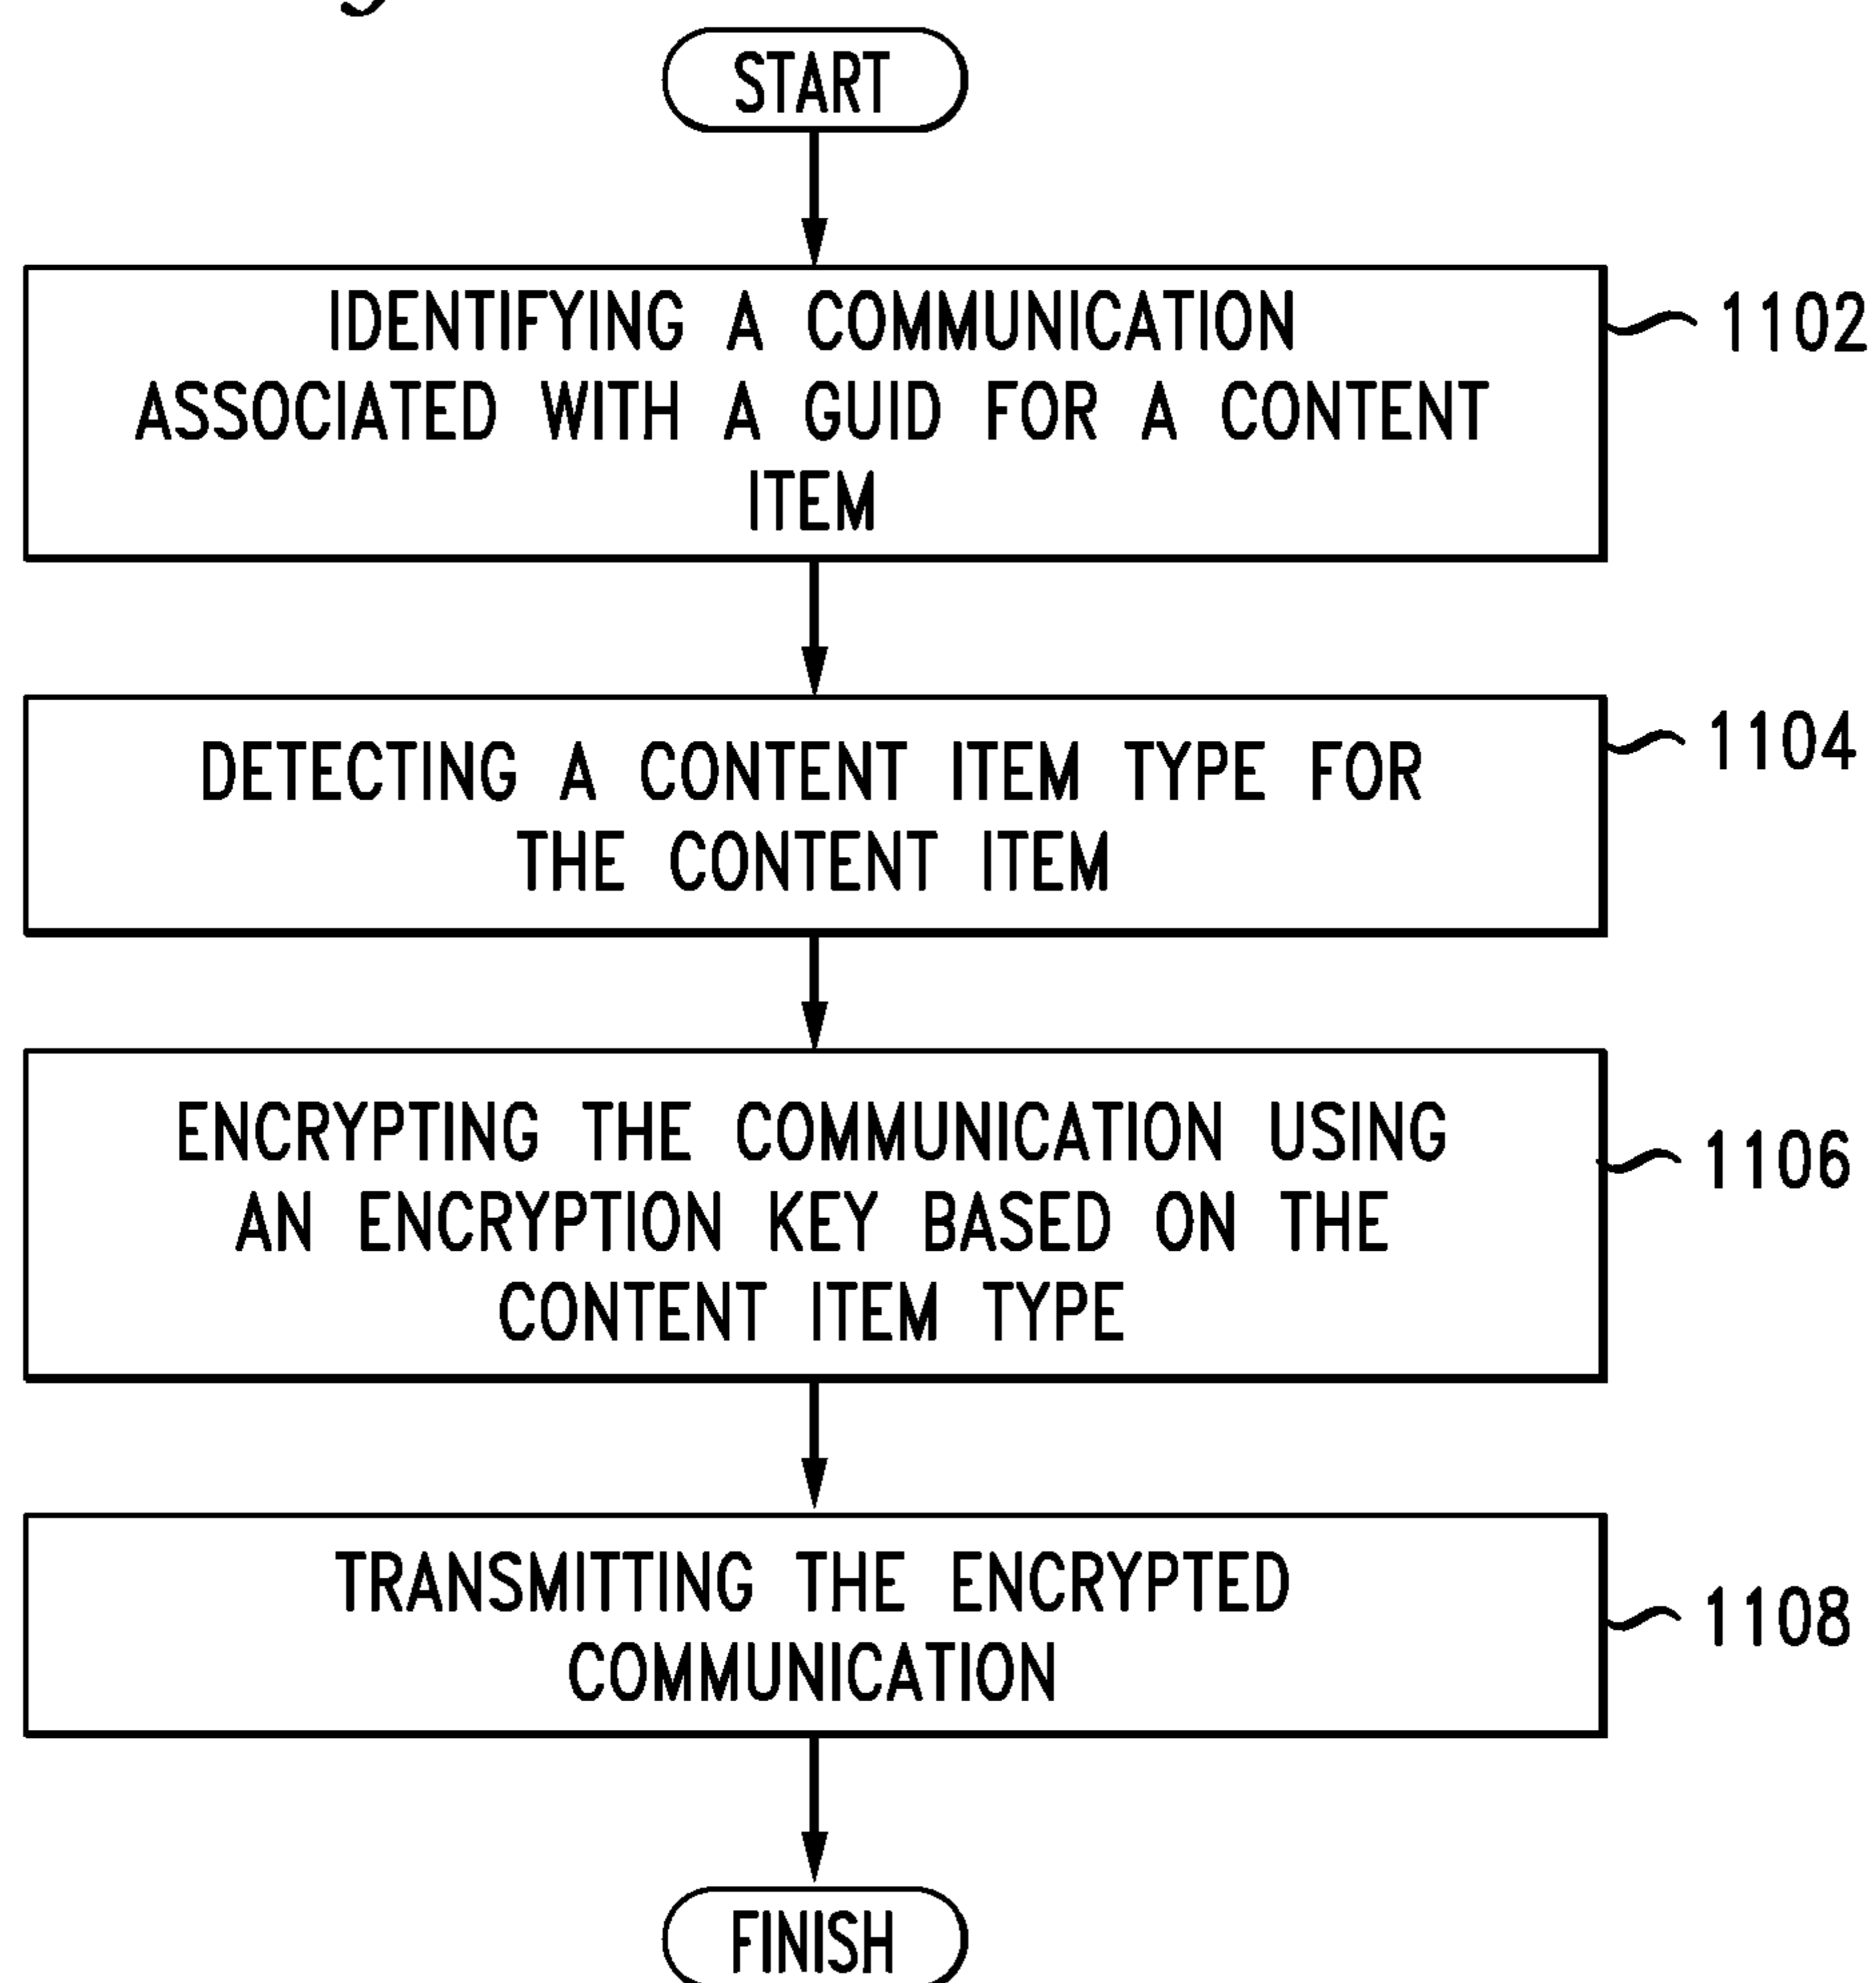 START
IDENTIFYING A COMMUNICATION
ASSOCIATED WITH A GUID FOR A CONTENT
ITEM
1102
DETECTING A CONTENT ITEM TYPE FOR
THE CONTENT ITEM
1104
ENCRYPTING THE COMMUNICATION USING
AN ENCRYPTION KEY BASED ON THE
CONTENT ITEM TYPE
1106
TRANSMITTING THE ENCRYPTED
COMMUNICATION
1108
FINISH